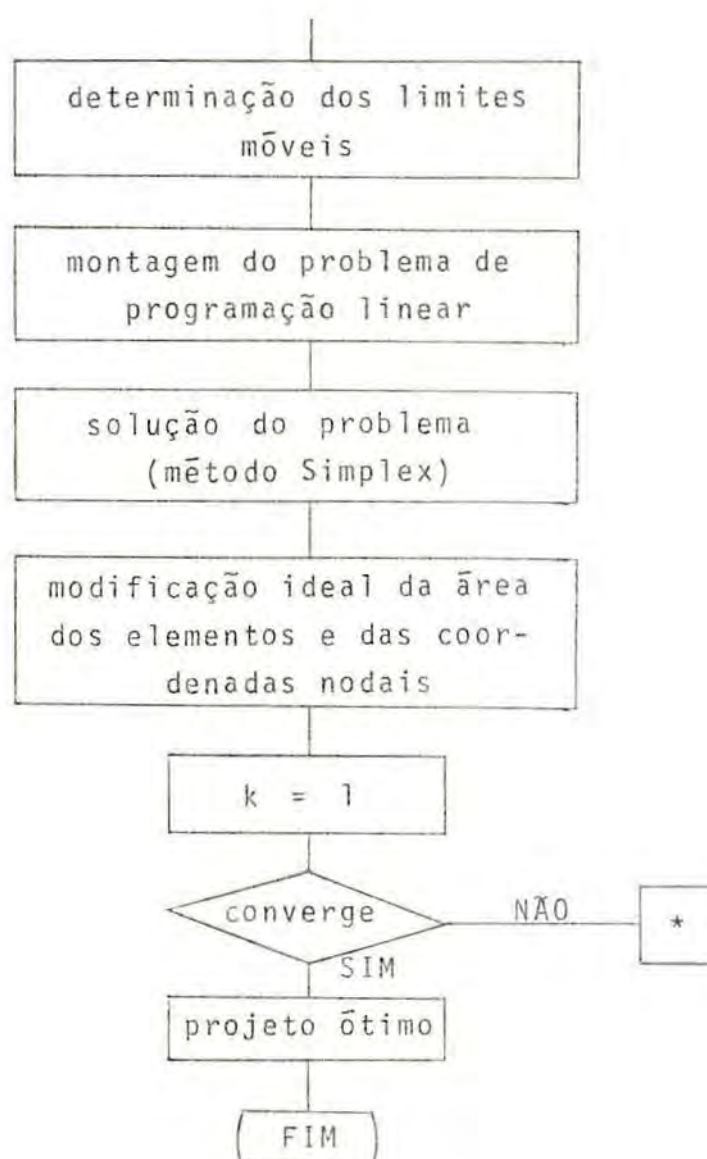 determinação dos limites
móveis
montagem do problema de
programação linear
solução do problema
(método Simplex)
modificação ideal da área
dos elementos e das coor-
denadas nodais
k = 1
converge
NÃO
*
SIM
projeto ótimo
FIM